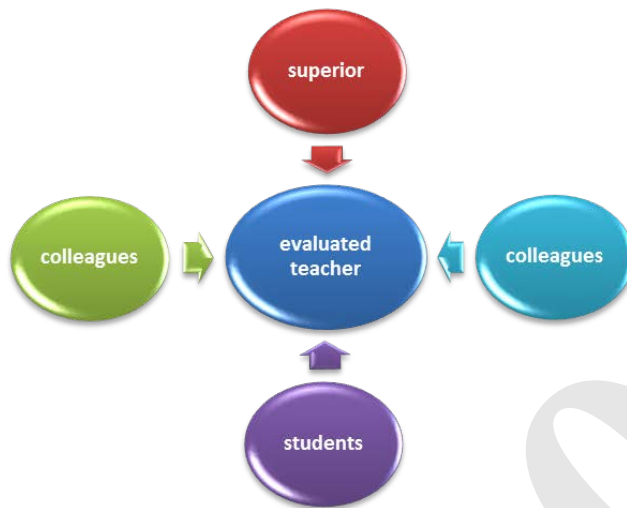 superior
colleagues
evaluated
teacher
colleagues
students